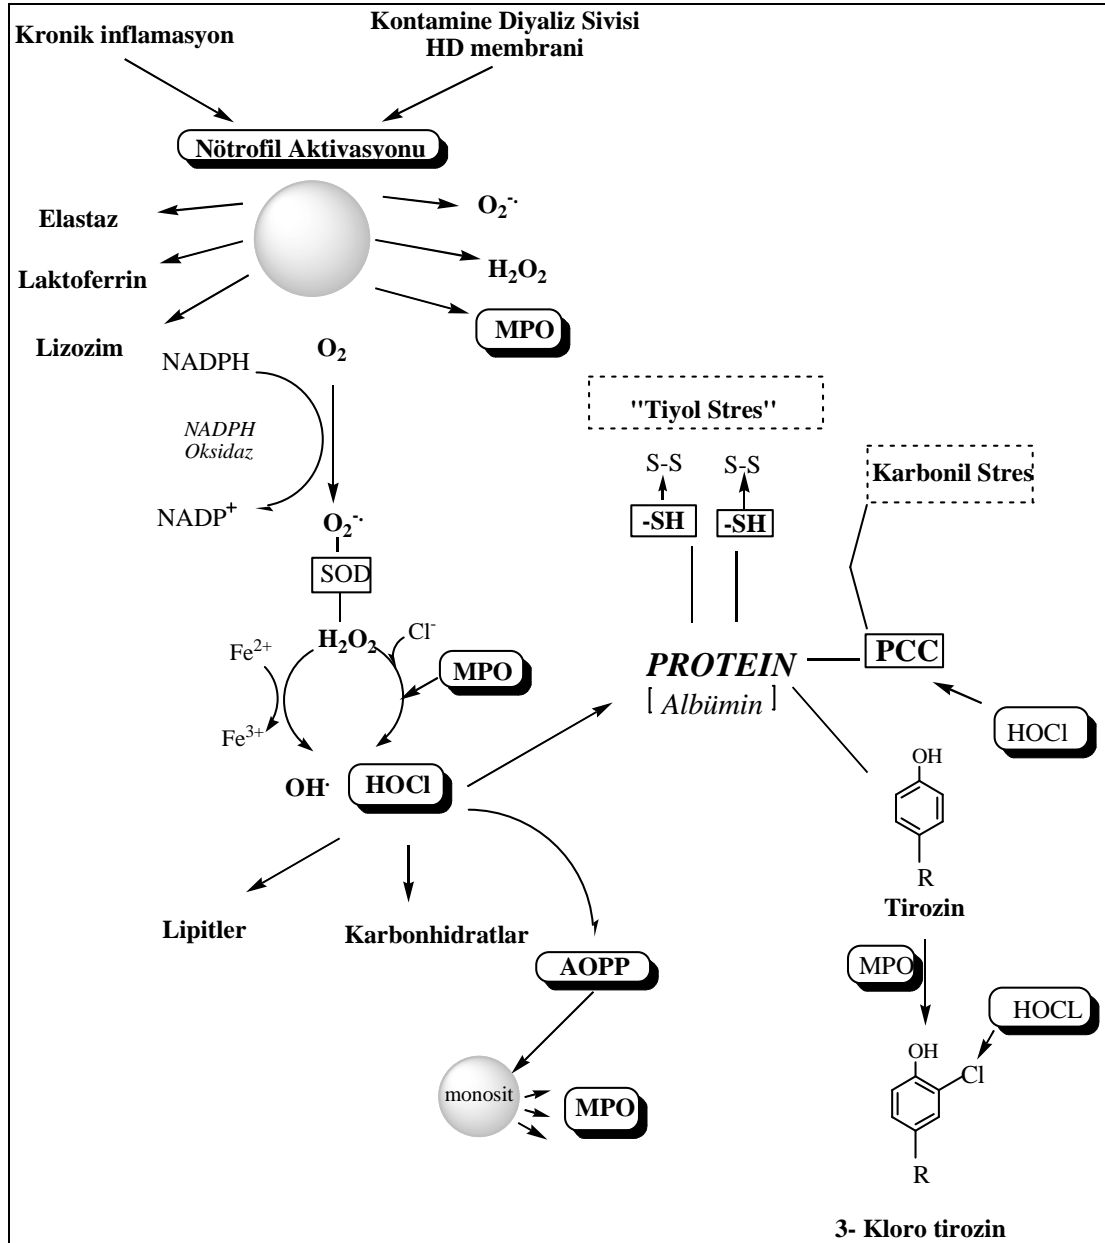 Kronik inflamasyon
Kontamine Diyaliz Sivisi
HD membrani
Nötrofil Aktivasyonu
Elastaz
Laktoferrin
Lizozim
O₂⁻·
H₂O₂
MPO
NADPH
O₂
NADPH
Oksidaz
NADP⁺
O₂⁻·
SOD
H₂O₂
Cl⁻
Fe²⁺
MPO
Fe³⁺
OH·
HOCl
Lipitler
Karbonhidratlar
AOPP
monosit
MPO
"Tiyol Stres"
S-S
S-S
-SH
-SH
Karbonil Stres
PROTEIN
[ Albümin ]
PCC
HOCl
OH
R
Tirozin
MPO
HOCL
OH
Cl
R
3- Kloro tirozin